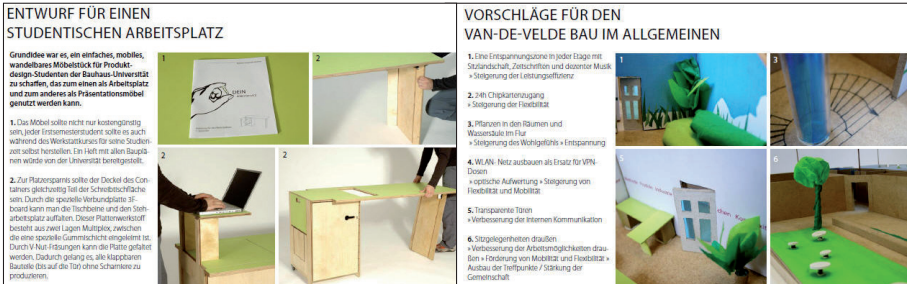 ENTWURF FÜR EINEN
STUDENTISCHEN ARBEITSPLATZ
Grundidee war es, ein einfaches, mobiles,
wandelbares Möbelstück für Produkt-
design-Studenten der Bauhaus-Universität
zu schaffen, das zum einen als Arbeitsplatz
und zum anderes als Präsentationsmöbel
genutzt werden kann.
1. Das Möbel sollte nicht nur kostengünstig
sein, jeder Erstsemesterstudent sollte es auch
während des Werkstattkurses für seine Studien-
zeit selbst herstellen. Ein Heft mit allen Bauplä-
nen würde von der Universität bereitgestellt.
2. Zur Platzersparnis sollte der Deckel des Con-
tainers gleichzeitig Teil der Schreibtischfläche
sein. Durch die spezielle Verbundplatte 3F-
board kann man die Tischbeine und den Steh-
arbeitsplatz auffalten. Dieser Plattenwerkstoff
besteht aus zwei Lagen Multiplex, zwischen
die eine spezielle Gummischicht eingeleimt ist.
Durch V-Nut-Fräsungen kann die Platte gefaltet
werden. Dadurch gelang es, alle klappbaren
Bauteile (bis auf die Tür) ohne Scharniere zu
produzieren.
1
DEIN
2
2
2
VORSCHLÄGE FÜR DEN
VAN-DE-VELDE BAU IM ALLGEMEINEN
1. Eine Entspannungszone in jeder Etage mit
Sitzlandschaft, Zeitschriften und dezenter Musik
» Steigerung der Leistungseffizienz
2. 24h Chipkartenzugang
» Steigerung der Flexibilität
3. Pflanzen in den Räumen und
Wassersäule im Flur
» Steigerung des Wohlgefühls » Entspannung
4. WLAN- Netz ausbauen als Ersatz für VPN-
Dosen
» optische Aufwertung » Steigerung von
Flexibilität und Mobilität
5. Transparente Türen
» Verbesserung der Internen Kommunikation
6. Sitzgelegenheiten draußen
» Verbesserung der Arbeitsmöglichkeiten drau-
ßen » Förderung von Mobilität und Flexibilität »
Ausbau der Treffpunkte / Stärkung der
Gemeinschaft
1
3
5
6